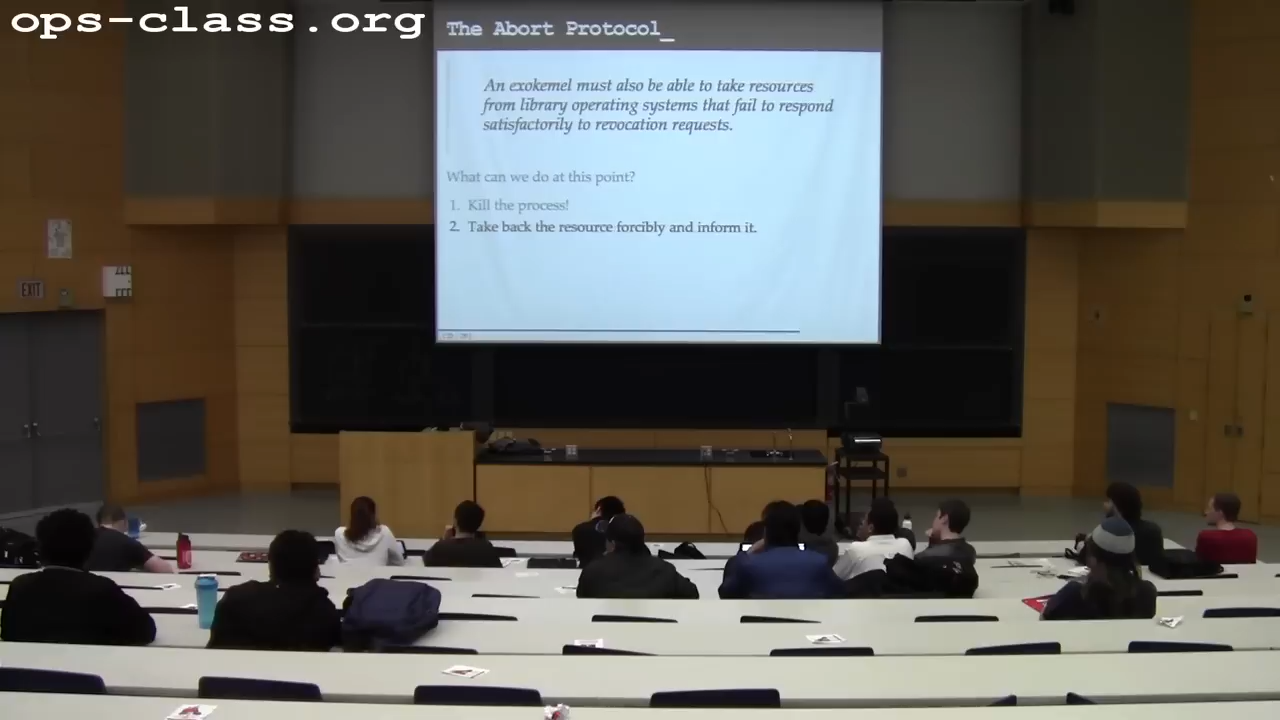 ops-class.org
The Abort Protocol_
An exokernel must also be able to take resources
from library operating systems that fail to respond
satisfactorily to revocation requests.
What can we do at this point?
1. Kill the process!
2. Take back the resource forcibly and inform it.
EXIT